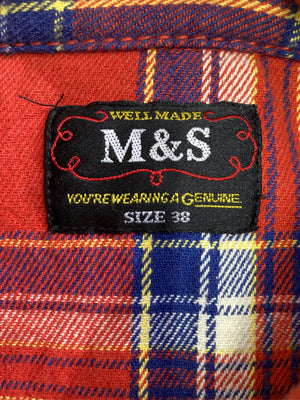 WELL MADE
M&S
YOU'RE WEARING A GENUINE.
SIZE 38